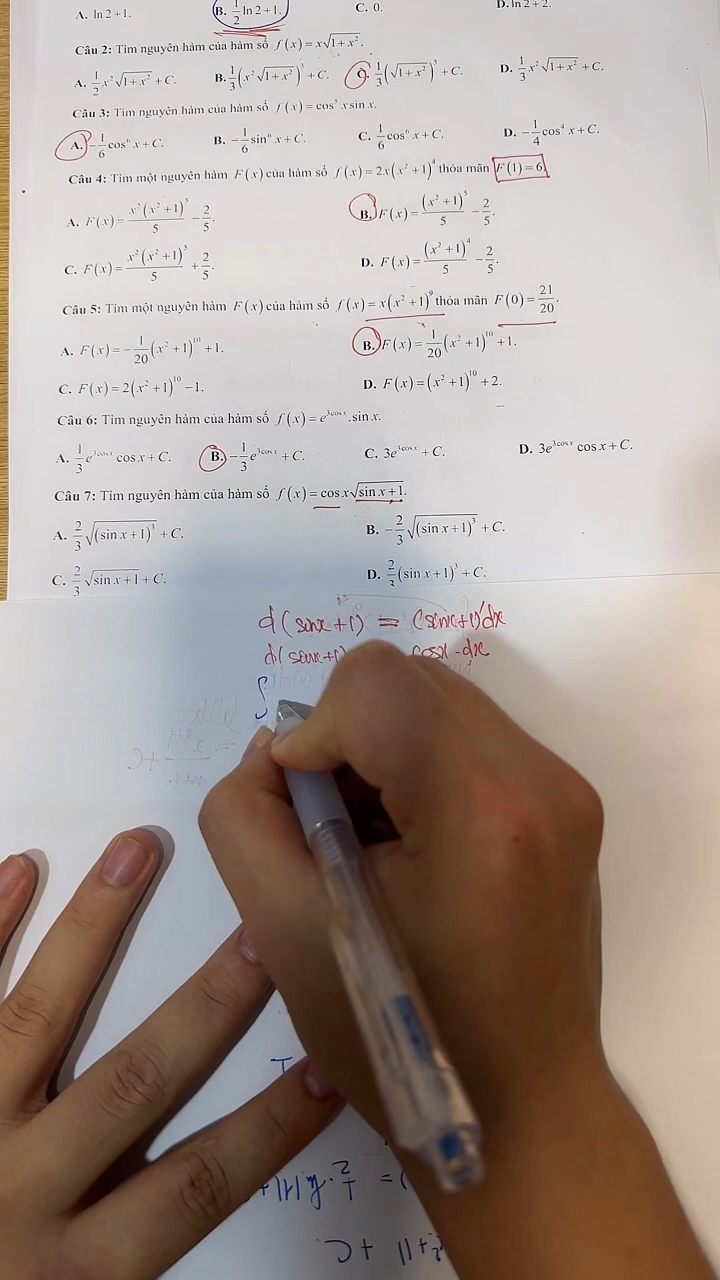 A. ln 2 + 1. B. 1/2 ln 2 + 1. C. 0. D. ln 2 + 2.
Câu 2: Tìm nguyên hàm của hàm số f(x) = x√(1+x²).
A. 1/2 x²√(1+x²) + C. B. 1/3 (x²√(1+x²))³ + C. C. 1/3 (√(1+x²))³ + C. D. 1/3 x²√(1+x²) + C.
Câu 3: Tìm nguyên hàm của hàm số f(x) = cos⁵ x sin x.
A. -1/6 cos⁶ x + C. B. -1/6 sin⁶ x + C. C. 1/6 cos⁶ x + C. D. -1/4 cos⁴ x + C.
Câu 4: Tìm một nguyên hàm F(x) của hàm số f(x) = 2x(x²+1)⁴ thỏa mãn F(1) = 6
A. F(x) = x²(x²+1)⁵/5 - 2/5. B. F(x) = (x²+1)⁵/5 - 2/5.
C. F(x) = x²(x²+1)⁵/5 + 2/5. D. F(x) = (x²+1)⁴/5 - 2/5.
Câu 5: Tìm một nguyên hàm F(x) của hàm số f(x) = x(x²+1)⁹ thỏa mãn F(0) = 21/20.
A. F(x) = -1/20 (x²+1)¹⁰ + 1. B. F(x) = 1/20 (x²+1)¹⁰ + 1.
C. F(x) = 2(x²+1)¹⁰ - 1. D. F(x) = (x²+1)¹⁰ + 2.
Câu 6: Tìm nguyên hàm của hàm số f(x) = e^(3cos x).sin x.
A. 1/3 e^(3cos x) cos x + C. B. -1/3 e^(3cos x) + C. C. 3e^(3cos x) + C. D. 3e^(3cos x) cos x + C.
Câu 7: Tìm nguyên hàm của hàm số f(x) = cos x√(sin x + 1).
A. 2/3 √((sin x + 1)³) + C. B. -2/3 √((sin x + 1)³) + C.
C. 2/3 √(sin x + 1) + C. D. 2/3 (sin x + 1)³ + C.
d(sinx+1) = (sinx+1)'dx
d(sinx+1) cosx . dx
∫